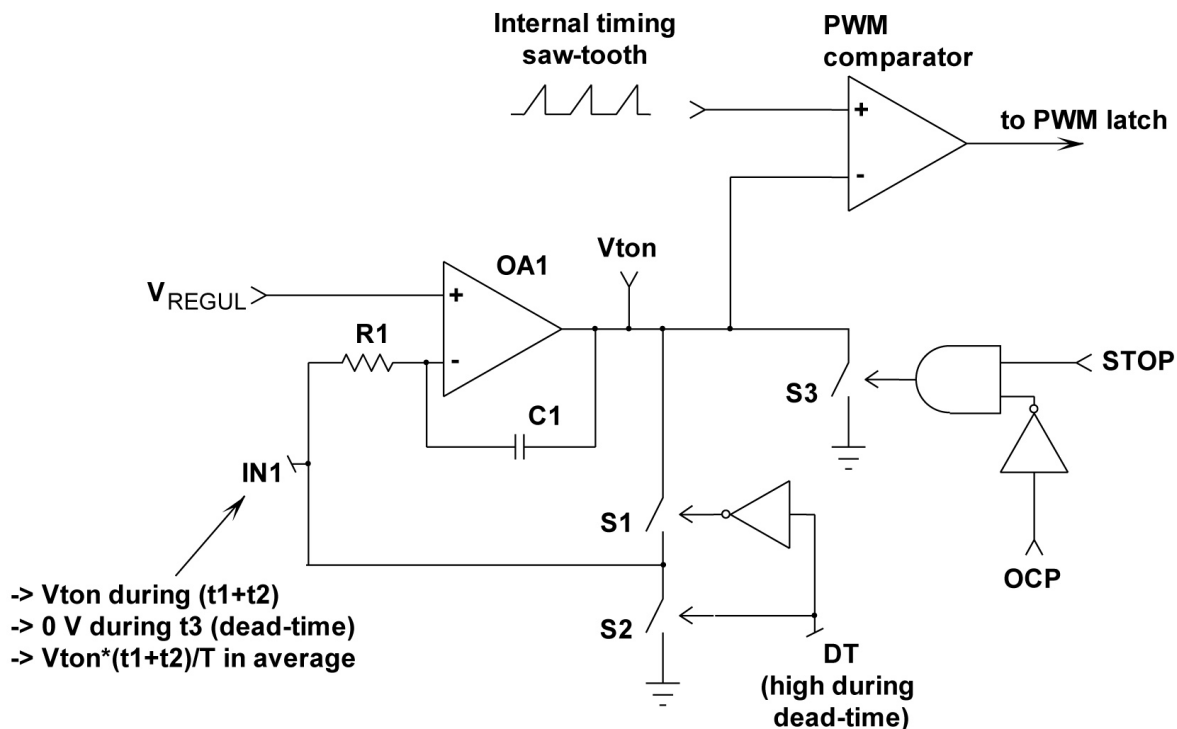 Internal timing
saw-tooth
PWM
comparator
+
-
to PWM latch
Vton
OA1
VREGUL
+
-
R1
C1
S3
STOP
IN1
S1
OCP
-> Vton during (t1+t2)
-> 0 V during t3 (dead-time)
-> Vton*(t1+t2)/T in average
S2
DT
(high during
dead-time)